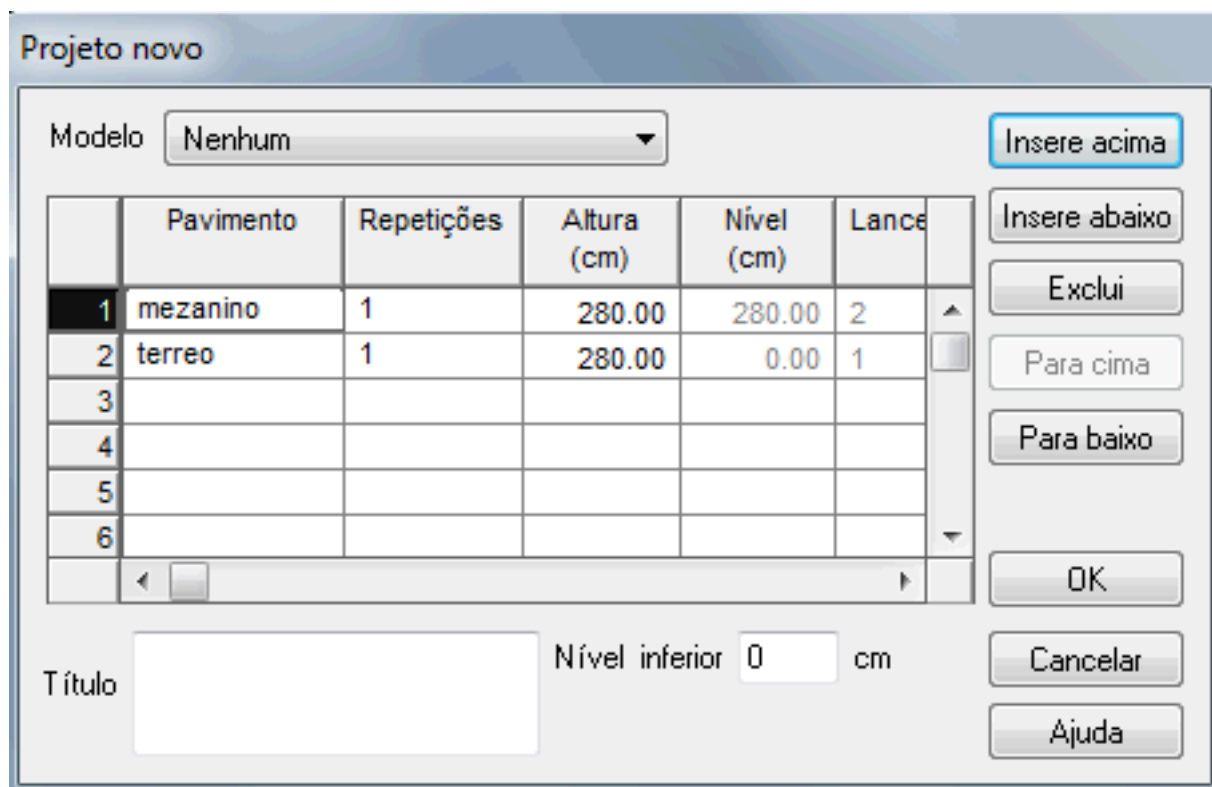 Projeto novo
Modelo Nenhum
Insere acima
Pavimento Repetições Altura (cm) Nível (cm) Lance
Insere abaixo
Exclui
1 mezanino 1 280.00 280.00 2
2 terreo 1 280.00 0.00 1
Para cima
3
4
Para baixo
5
6
OK
Título
Nível inferior 0 cm
Cancelar
Ajuda